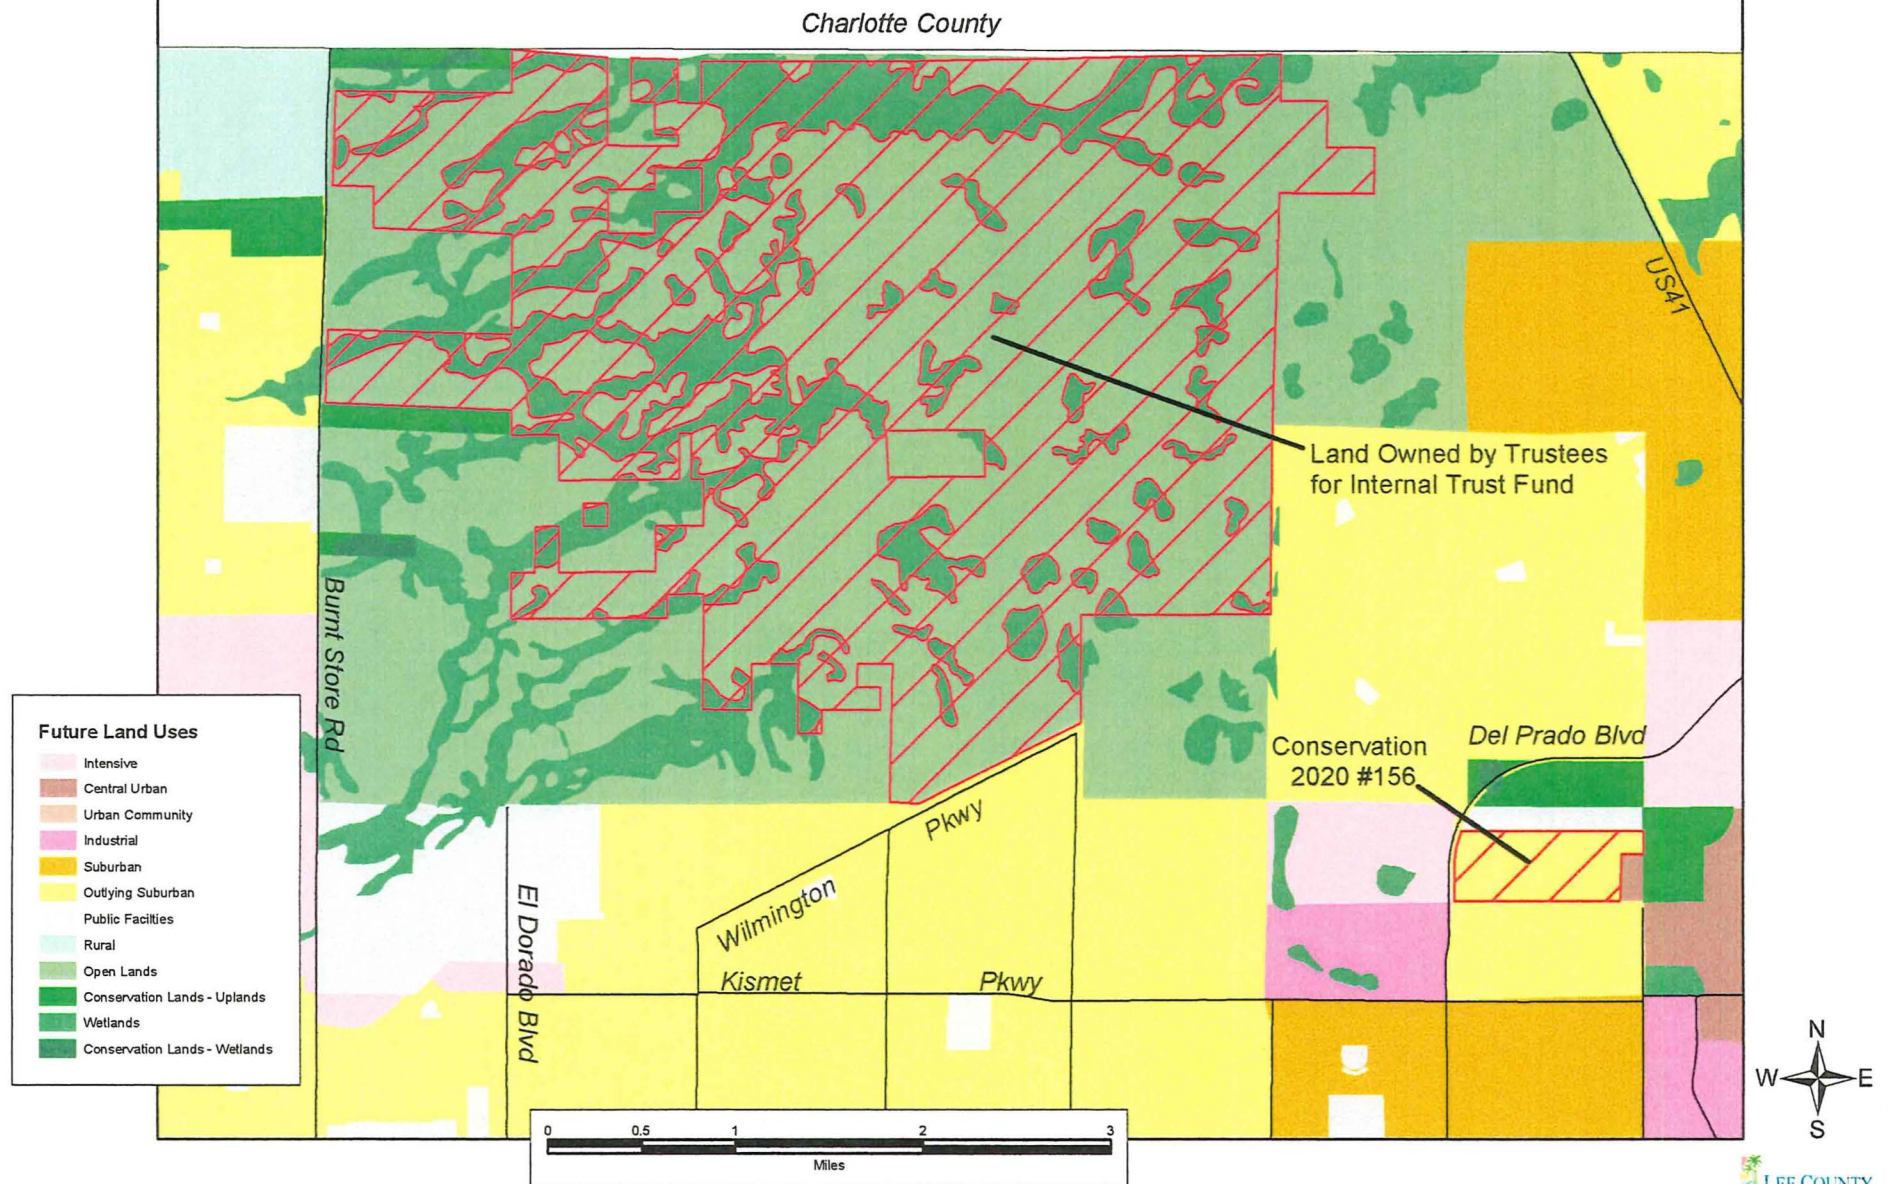 Charlotte County
US41
Land Owned by Trustees
for Internal Trust Fund
Burnt Store Rd
Future Land Uses
Intensive
Central Urban
Urban Community
Industrial
Suburban
Outlying Suburban
Public Facilties
Rural
Open Lands
Conservation Lands - Uplands
Wetlands
Conservation Lands - Wetlands
Del Prado Blvd
Conservation
2020 #156
Wilmington Pkwy
El Dorado Blvd
Kismet Pkwy
N
W E
S
0 0.5 1 2 3
Miles
LEE COUNTY